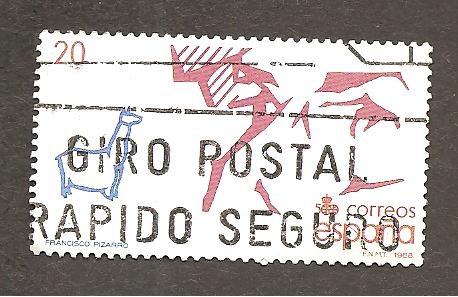 20
GIRO POSTAL
RAPIDO SEGURO
correos
españa
FRANCISCO PIZARRO
F.N.M.T. 1988